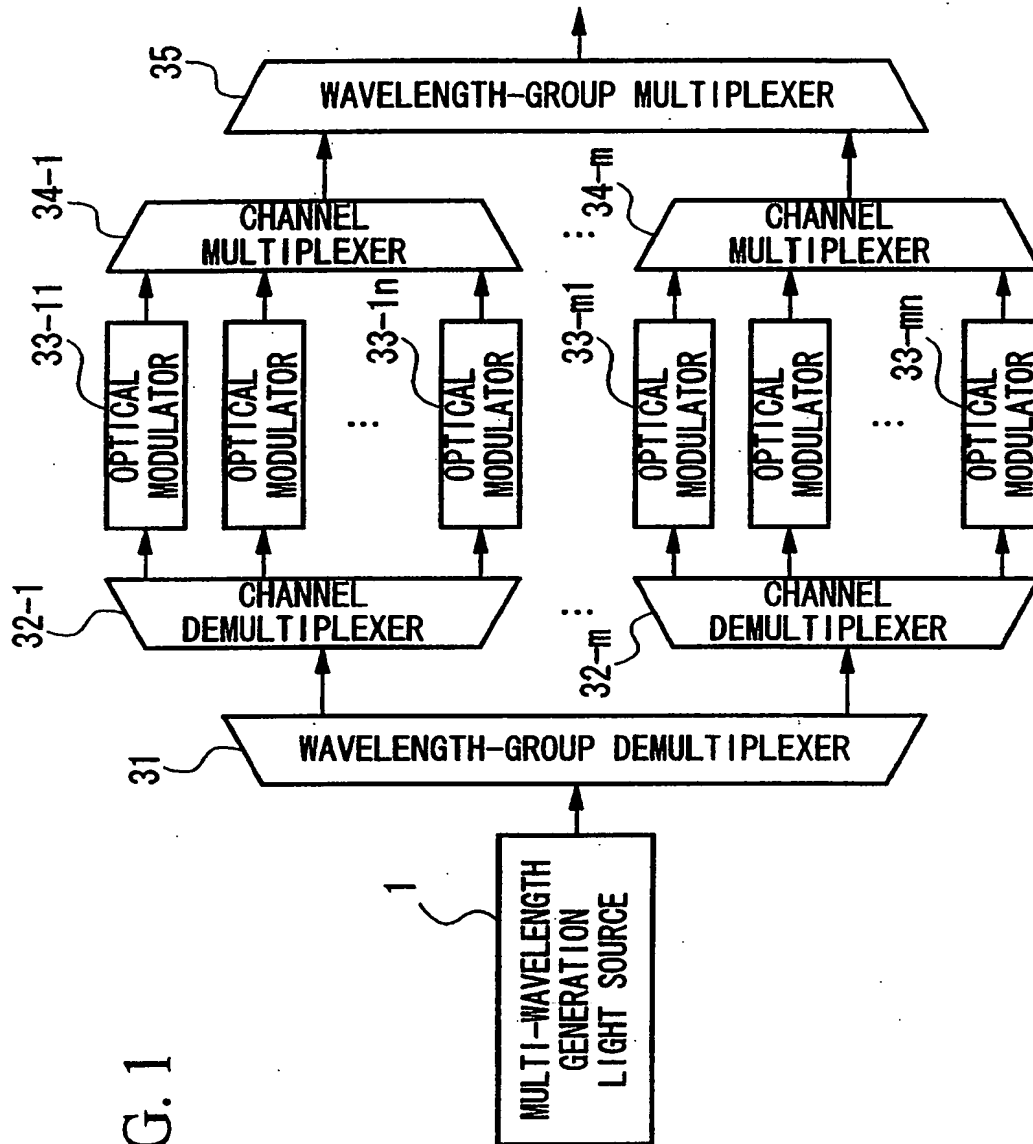 G. 1
1
MULTI-WAVELENGTH
GENERATION
LIGHT SOURCE
31
WAVELENGTH-GROUP DEMULTIPLEXER
32-1
CHANNEL
DEMULTIPLEXER
33-11
OPTICAL
MODULATOR
OPTICAL
MODULATOR
...
33-1n
OPTICAL
MODULATOR
34-1
CHANNEL
MULTIPLEXER
...
32-m
CHANNEL
DEMULTIPLEXER
33-m1
OPTICAL
MODULATOR
OPTICAL
MODULATOR
...
33-mn
OPTICAL
MODULATOR
...
34-m
CHANNEL
MULTIPLEXER
35
WAVELENGTH-GROUP MULTIPLEXER